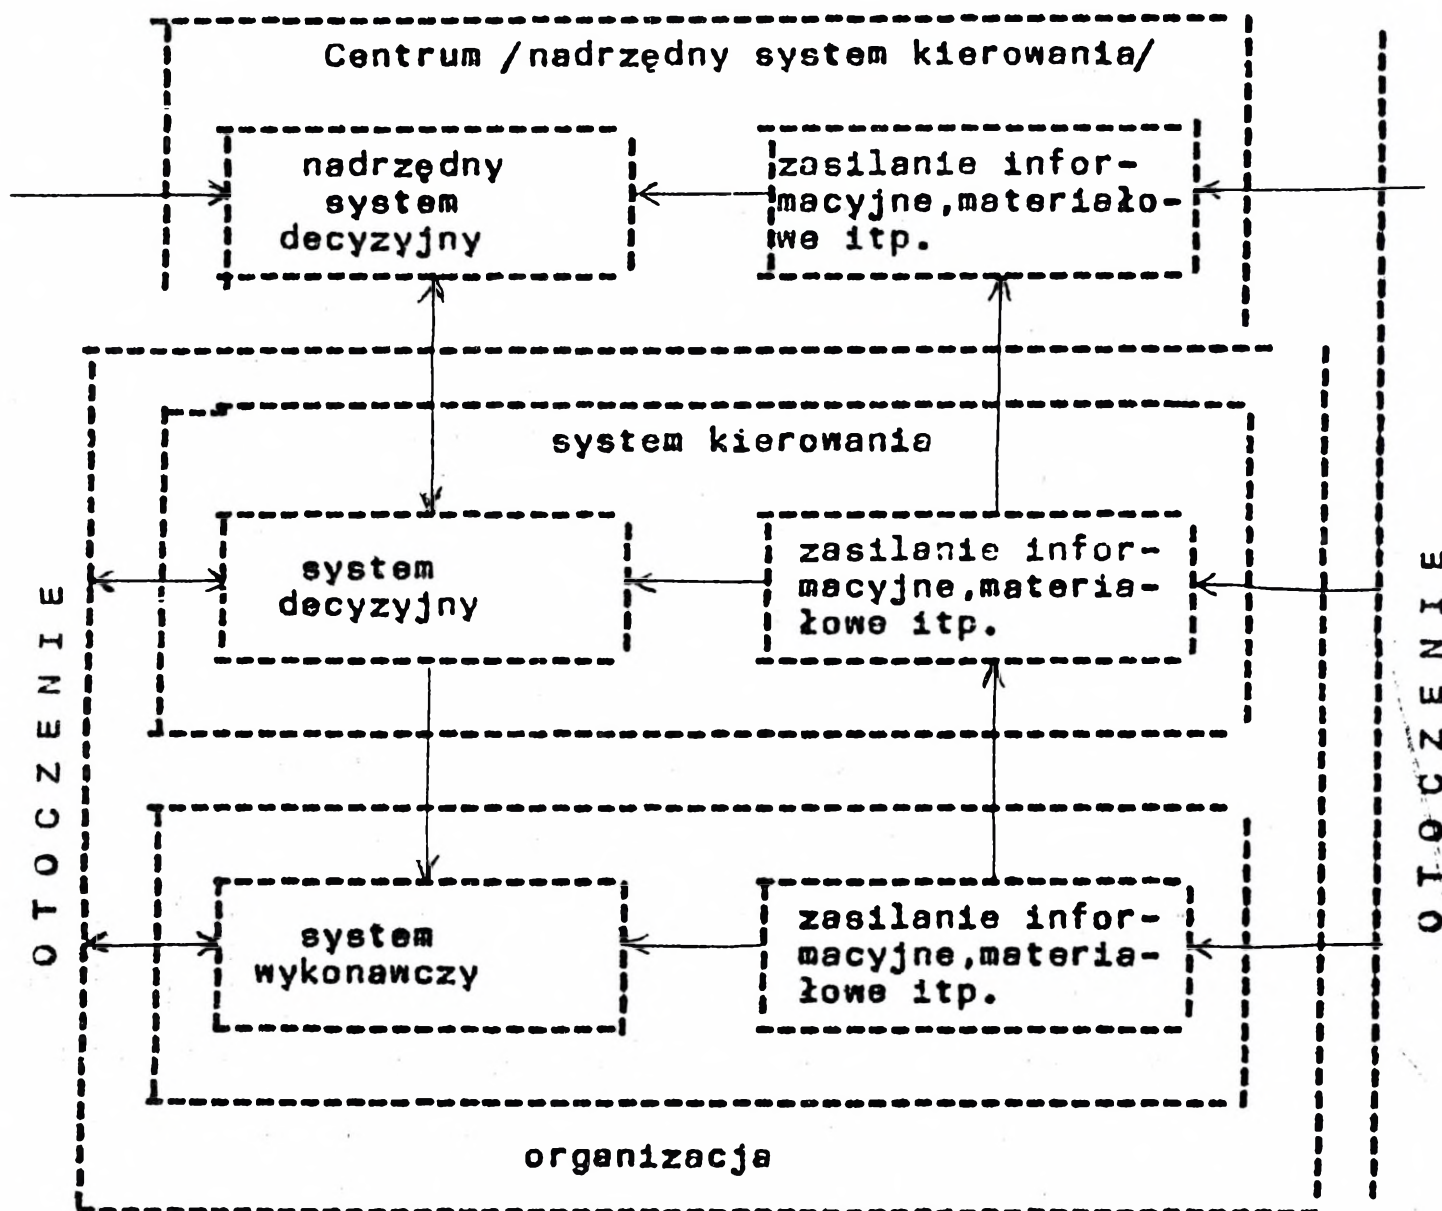 Centrum /nadrzędny system kierowania/
nadrzędny
system
decyzyjny
zasilanie infor-
macyjne,materiało-
we itp.
system kierowania
system
decyzyjny
zasilanie infor-
macyjne,materia-
łowe itp.
system
wykonawczy
zasilanie infor-
macyjne,materia-
łowe itp.
organizacja
OTOCZENIE
OTOCZENIE